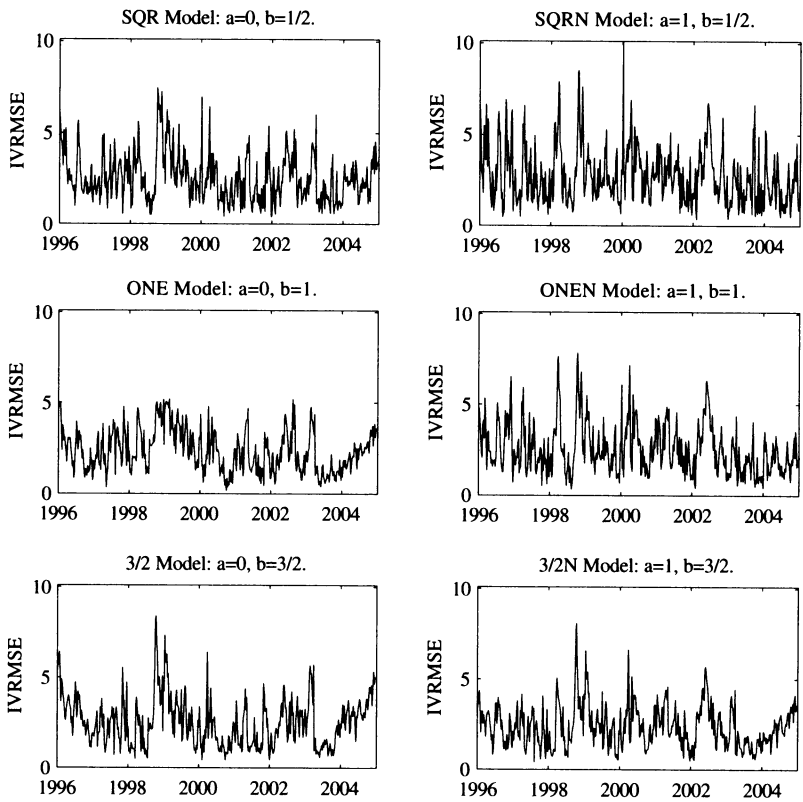 SQR Model: a=0, b=1/2.
10
5
0
IVRMSE
1996 1998 2000 2002 2004
SQRN Model: a=1, b=1/2.
10
5
0
IVRMSE
1996 1998 2000 2002 2004
ONE Model: a=0, b=1.
10
5
0
IVRMSE
1996 1998 2000 2002 2004
ONEN Model: a=1, b=1.
10
5
0
IVRMSE
1996 1998 2000 2002 2004
3/2 Model: a=0, b=3/2.
10
5
0
IVRMSE
1996 1998 2000 2002 2004
3/2N Model: a=1, b=3/2.
10
5
0
IVRMSE
1996 1998 2000 2002 2004